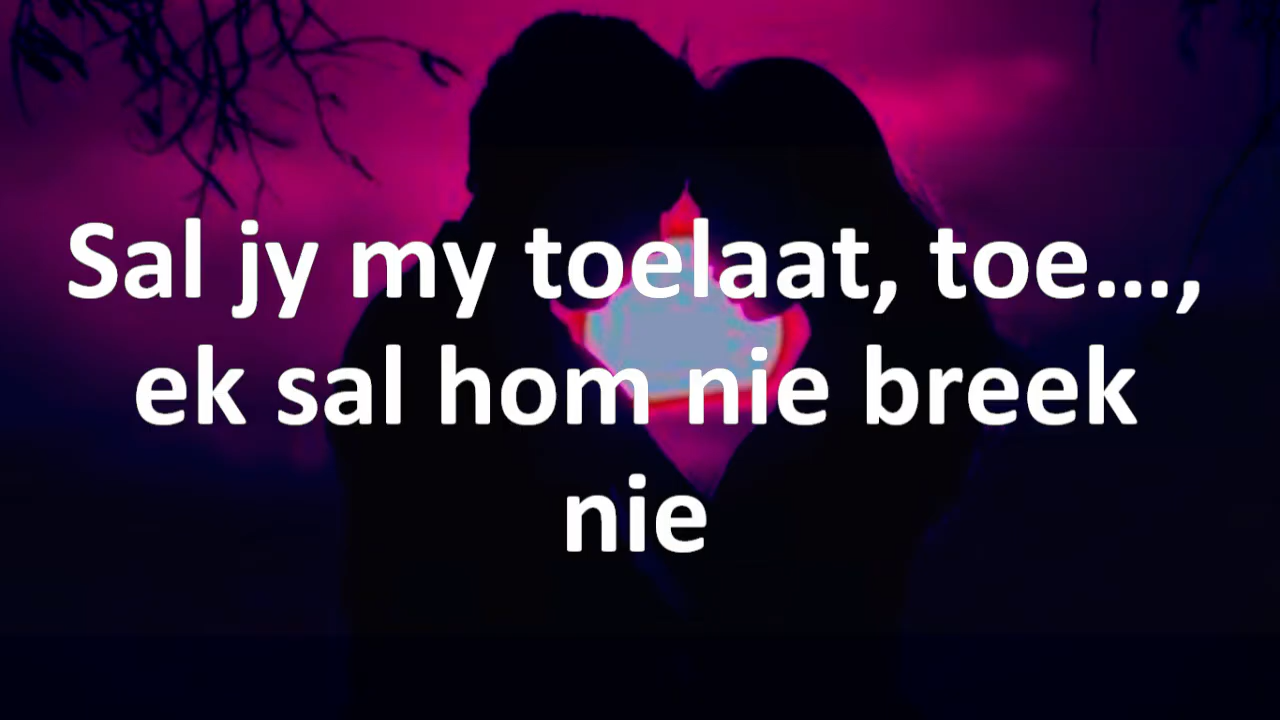 Sal jy my toelaat, toe...,
ek sal hom nie breek
nie